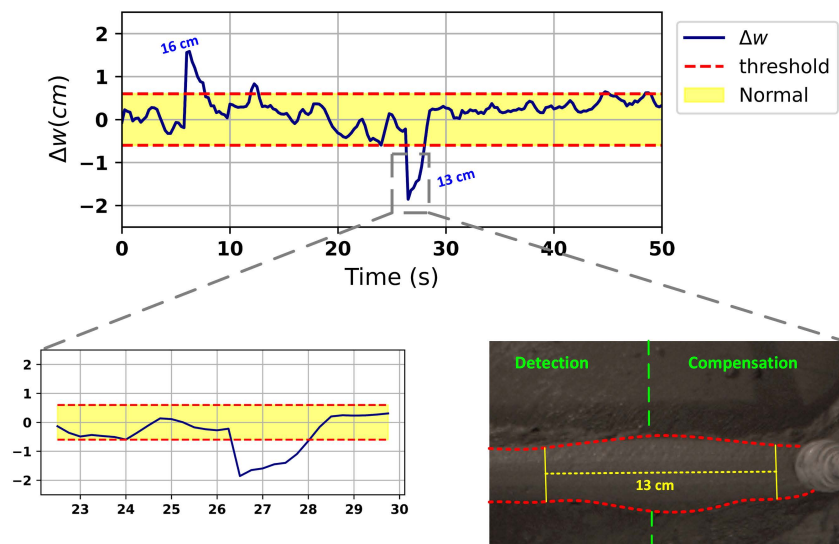 2
1
0
−1
−2
Δw(cm)
16 cm
13 cm
0
10
20
30
40
50
Time (s)
Δw
threshold
Normal
2
1
0
−1
−2
23
24
25
26
27
28
29
30
Detection
Compensation
13 cm